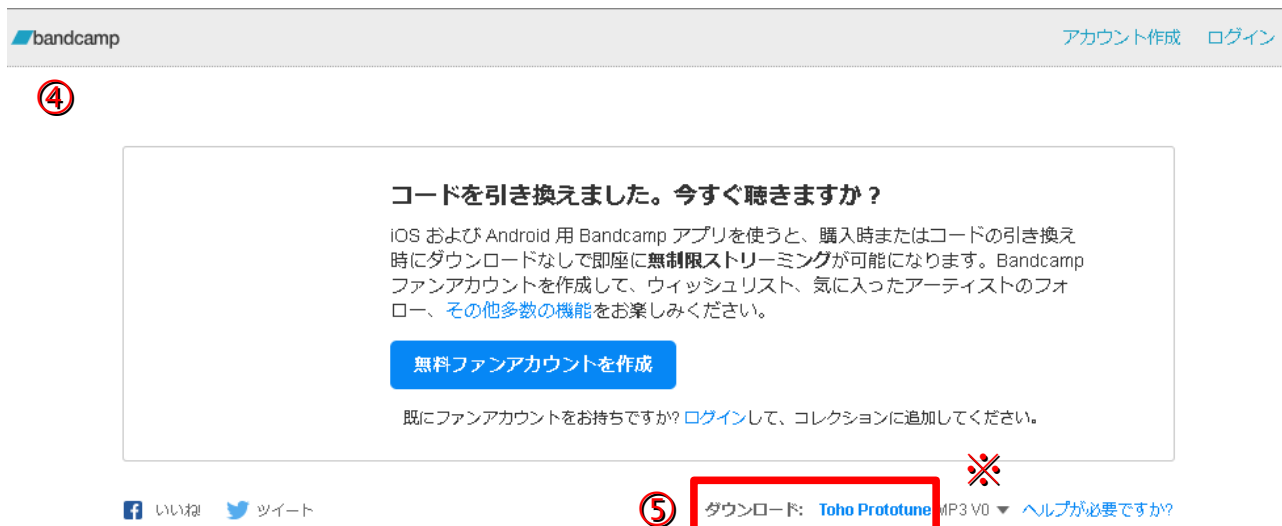 bandcamp アカウント作成 ログイン
④
コードを引き換えました。今すぐ聴きますか？
iOS および Android 用 Bandcamp アプリを使うと、購入時またはコードの引き換え
時にダウンロードなしで即座に無制限ストリーミングが可能になります。Bandcamp
ファンアカウントを作成して、ウィッシュリスト、気に入ったアーティストのフォ
ロー、その他多数の機能をお楽しみください。
無料ファンアカウントを作成
既にファンアカウントをお持ちですか? ログインして、コレクションに追加してください。
※
いいね! ツイート ⑤ ダウンロード: Toho Prototune MP3 V0 ▼ ヘルプが必要ですか?